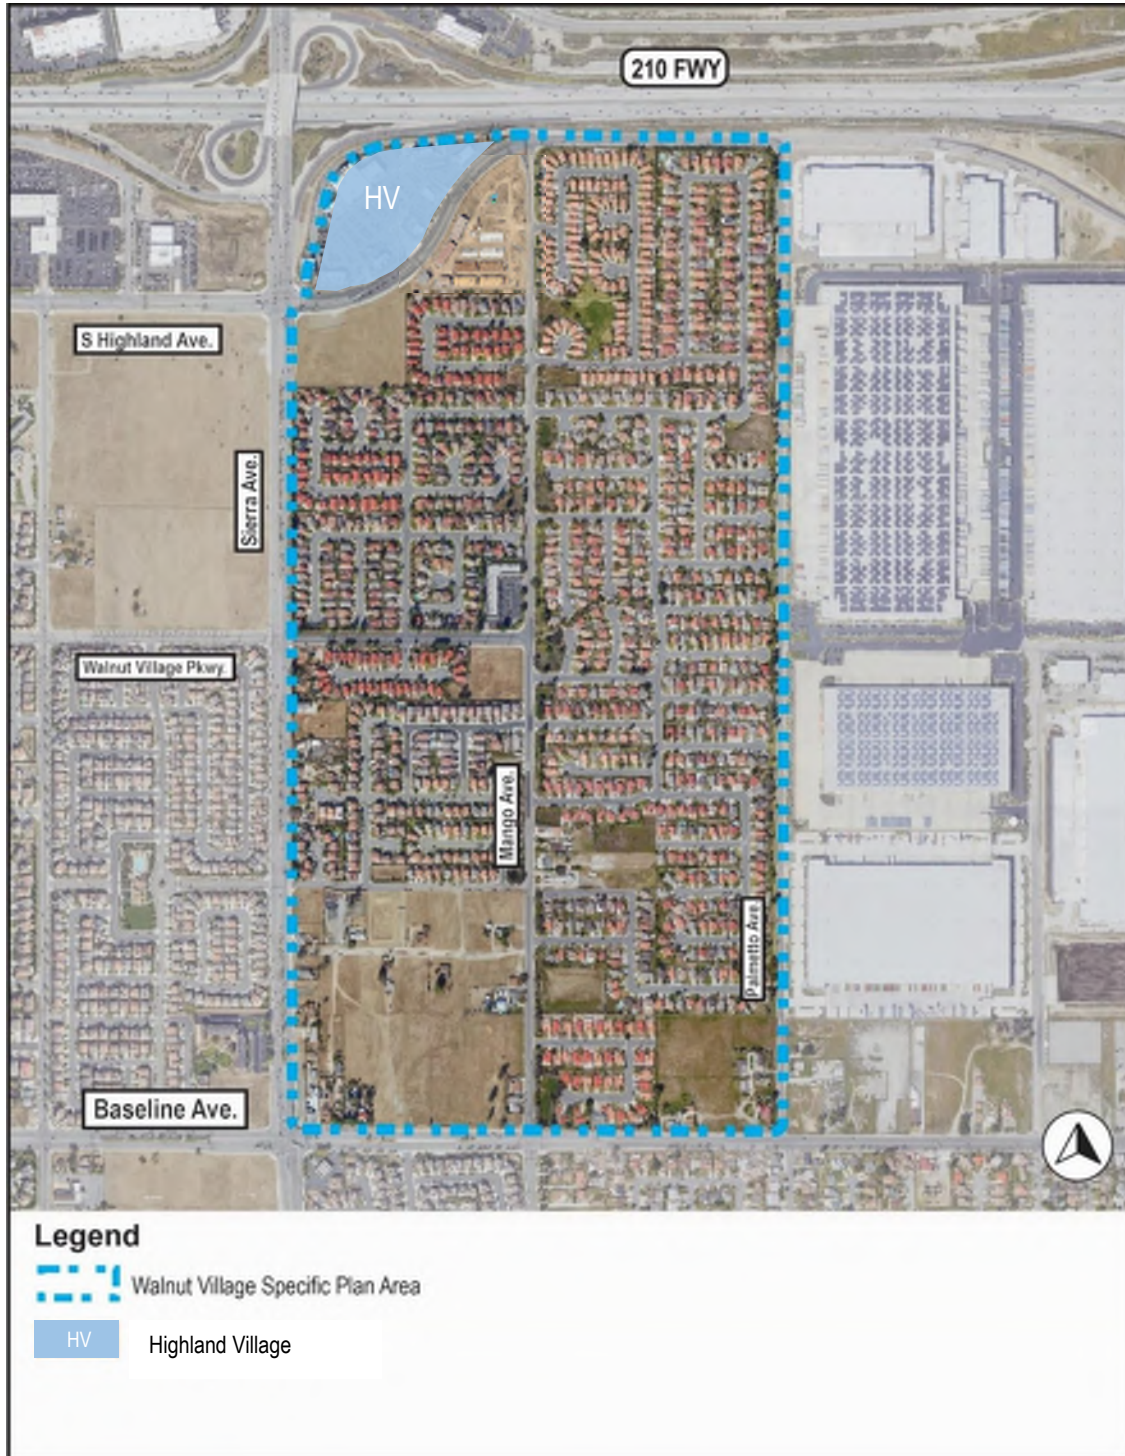 210 FWY
HV
S Highland Ave.
Sierra Ave.
Walnut Village Pkwy.
Mango Ave.
Palmetto Ave
Baseline Ave.
Legend
Walnut Village Specific Plan Area
HV
Highland Village